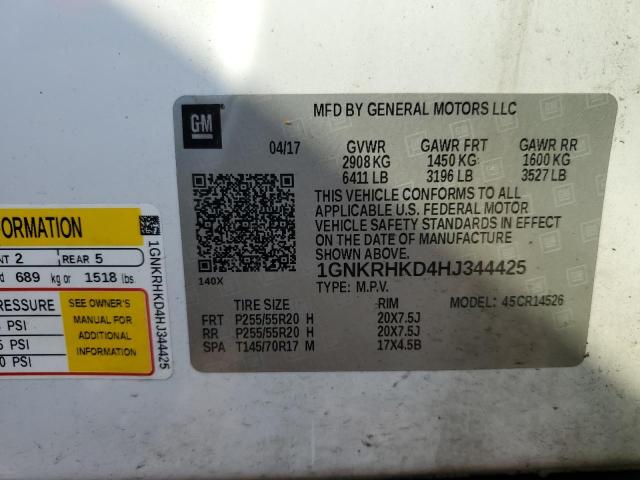 GM
MFD BY GENERAL MOTORS LLC
04/17 GVWR GAWR FRT GAWR RR
2908 KG 1450 KG 1600 KG
6411 LB 3196 LB 3527 LB
THIS VEHICLE CONFORMS TO ALL
APPLICABLE U.S. FEDERAL MOTOR
VEHICLE SAFETY STANDARDS IN EFFECT
ON THE DATE OF MANUFACTURE
SHOWN ABOVE.
1GNKRHKD4HJ344425
140X
TYPE: M.P.V.
TIRE SIZE RIM MODEL: 45CR14526
FRT P255/55R20 H 20X7.5J
RR P255/55R20 H 20X7.5J
SPA T145/70R17 M 17X4.5B
2 REAR 5
689 kg or 1518 lbs
SEE OWNER'S
MANUAL FOR
ADDITIONAL
INFORMATION
PSI
PSI
PSI
1GNKRHKD4HJ344425